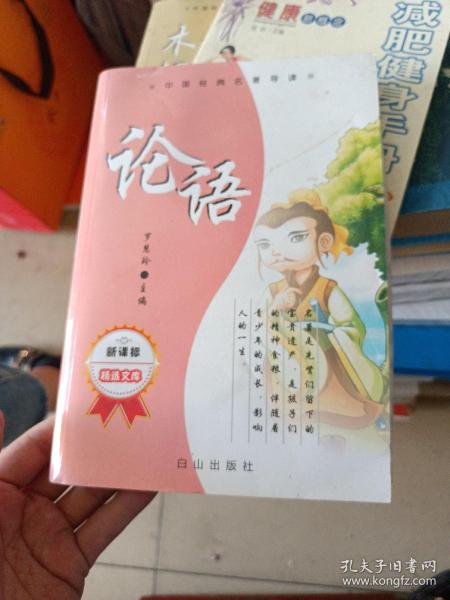 中国经典名著导读
论语
罗慧玲●主编
名著是先辈们留下的
宝贵遗产，是孩子们
的精神食粮，伴随着
青少年的成长，影响
人的一生
新课标
精选文库
白山出版社
健康
减肥健身手册
木
孔夫子旧书网
www.kongfz.com